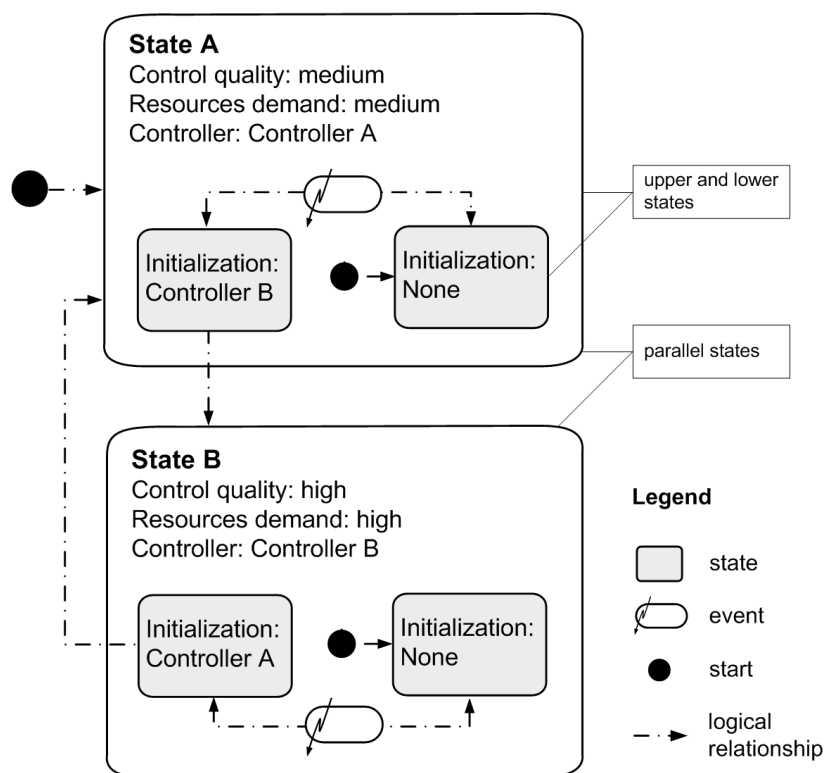 State A
Control quality: medium
Resources demand: medium
Controller: Controller A
upper and lower
states
Initialization:
Controller B
Initialization:
None
parallel states
State B
Control quality: high
Resources demand: high
Controller: Controller B
Initialization:
Controller A
Initialization:
None
Legend
state
event
start
logical
relationship